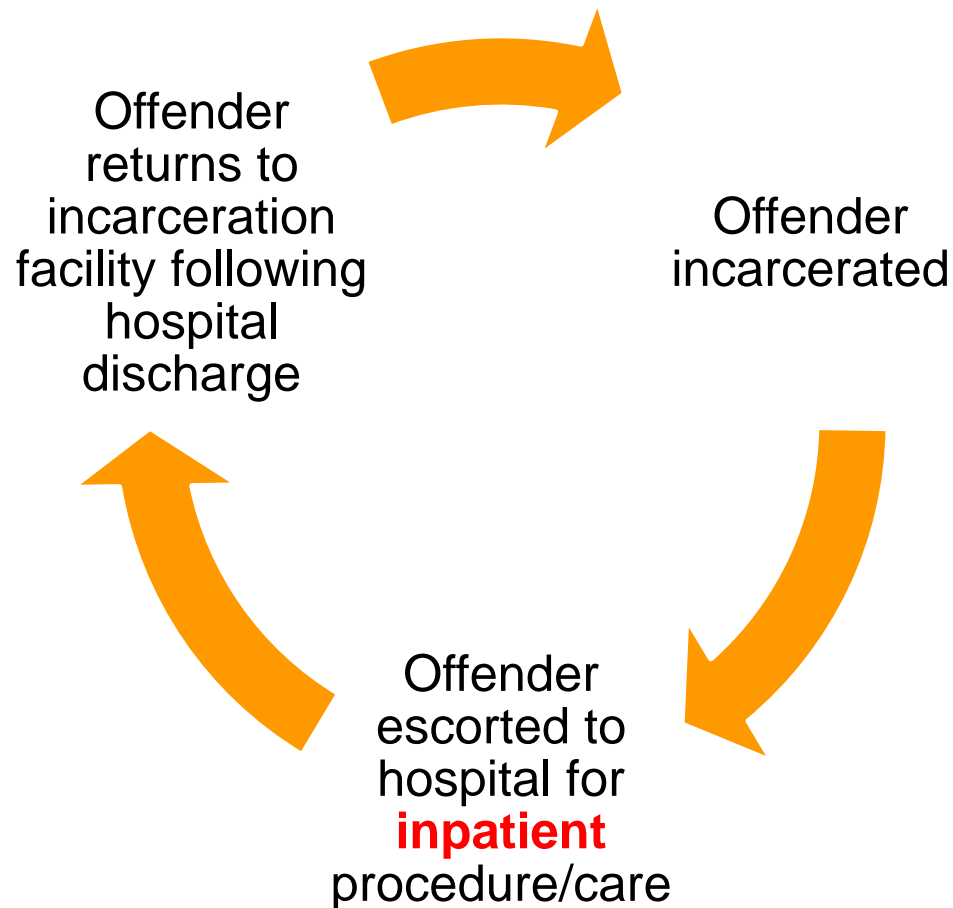 Offender
returns to
incarceration
facility following
hospital
discharge
Offender
incarcerated
Offender
escorted to
hospital for
inpatient
procedure/care